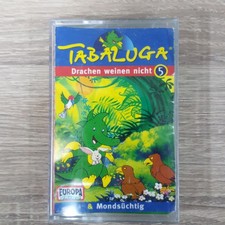 TABALUGA
Drachen weinen nicht 5
EUROPA
& Mondsüchtig